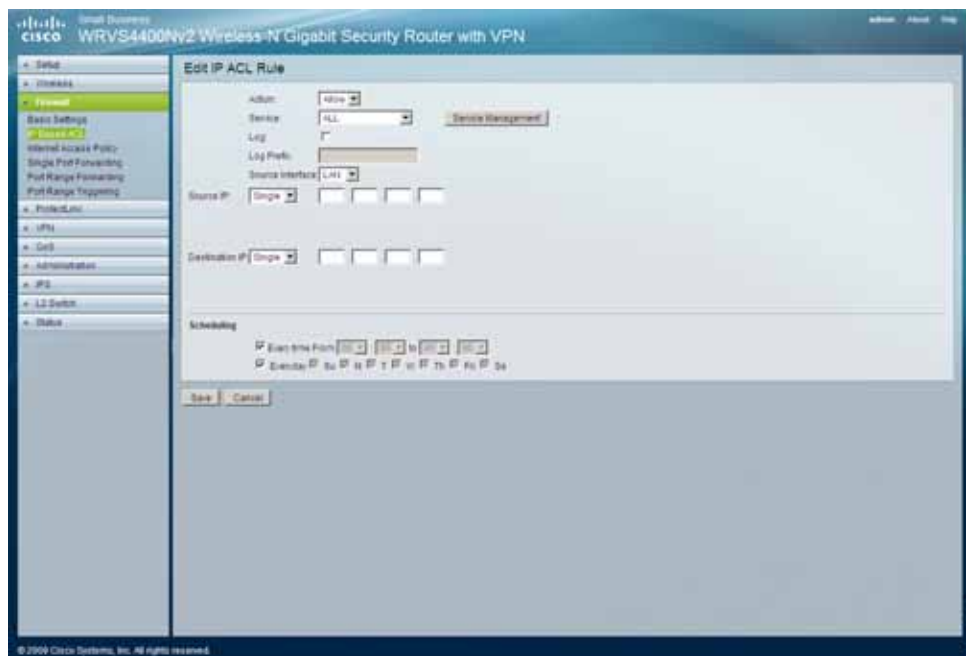 Small Business
cisco WRVS4400Nv2 Wireless-N Gigabit Security Router with VPN
admin About Help
Setup
Wireless
Firewall
Basic Settings
IP Based ACL
Internet Access Policy
Single Port Forwarding
Port Range Forwarding
Port Range Triggering
ProtectLink
VPN
QoS
Administration
IPS
L2 Switch
Status
Edit IP ACL Rule
Action: Allow
Service: ALL Service Management
Log:
Log Prefix:
Source Interface: LAN
Source IP: Single
Destination IP: Single
Scheduling
time From : to :
Everyday Su M T W Th Fri Sa
Save Cancel
© 2009 Cisco Systems, Inc. All rights reserved.